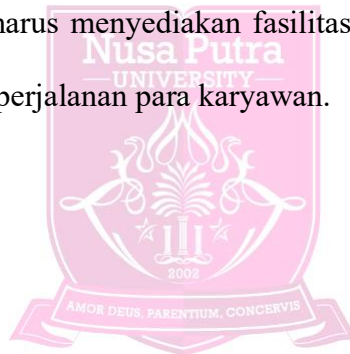 harus menyediakan fasilitas
Nusa Putra
UNIVERSITY
perjalanan para karyawan.
2002
AMOR DEUS, PARENTIUM, CONCERVIS